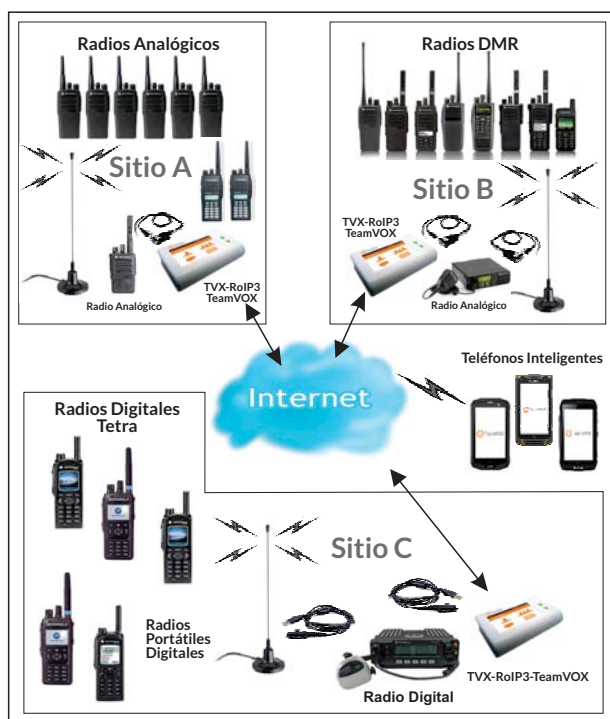 Radios Analógicos
Sitio A
Radio Analógico
TVX-RoIP3
TeamVOX
Radios DMR
Sitio B
TVX-RoIP3
TeamVOX
Radio Analógico
Internet
Teléfonos Inteligentes
Radios Digitales
Tetra
Sitio C
Radios
Portátiles
Digitales
Radio Digital
TVX-RoIP3-TeamVOX